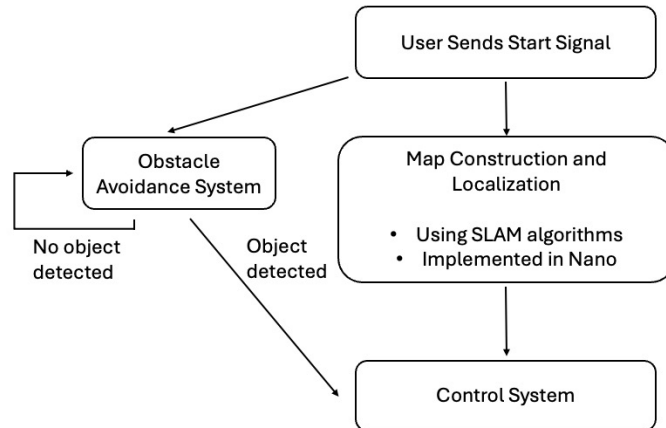 User Sends Start Signal
Obstacle
Avoidance System
Map Construction and
Localization
• Using SLAM algorithms
• Implemented in Nano
No object
detected
Object
detected
Control System